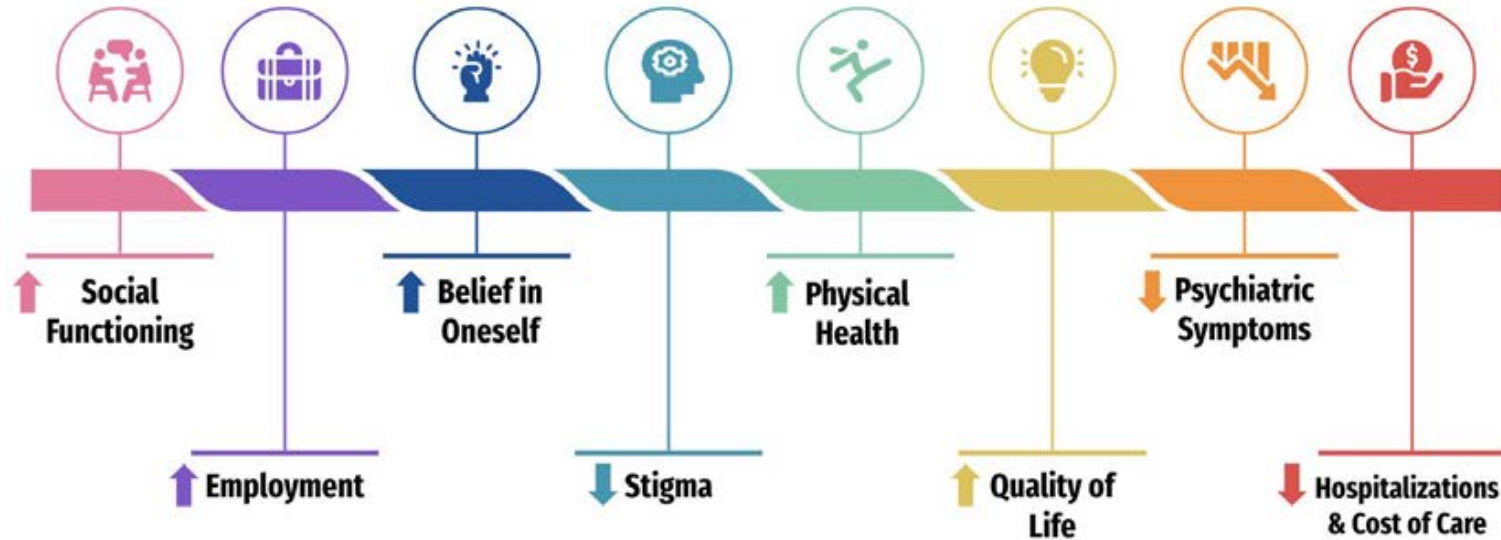 Social
Functioning
Employment
Belief in
Oneself
Stigma
Physical
Health
Quality of
Life
Psychiatric
Symptoms
$
Hospitalizations
& Cost of Care